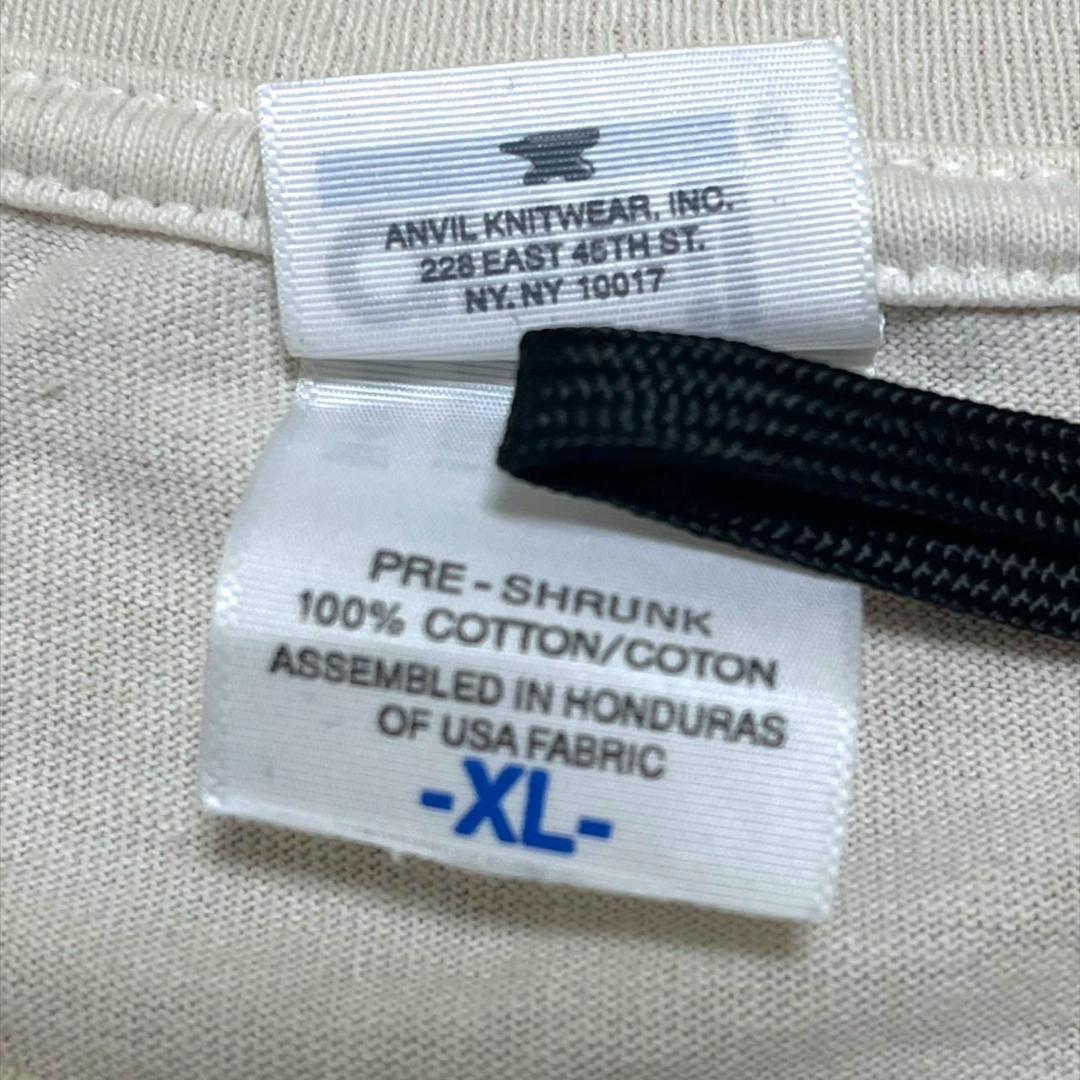 ANVIL KNITWEAR, INC.
228 EAST 45TH ST.
NY. NY 10017
PRE - SHRUNK
100% COTTON/COTON
ASSEMBLED IN HONDURAS
OF USA FABRIC
-XL-